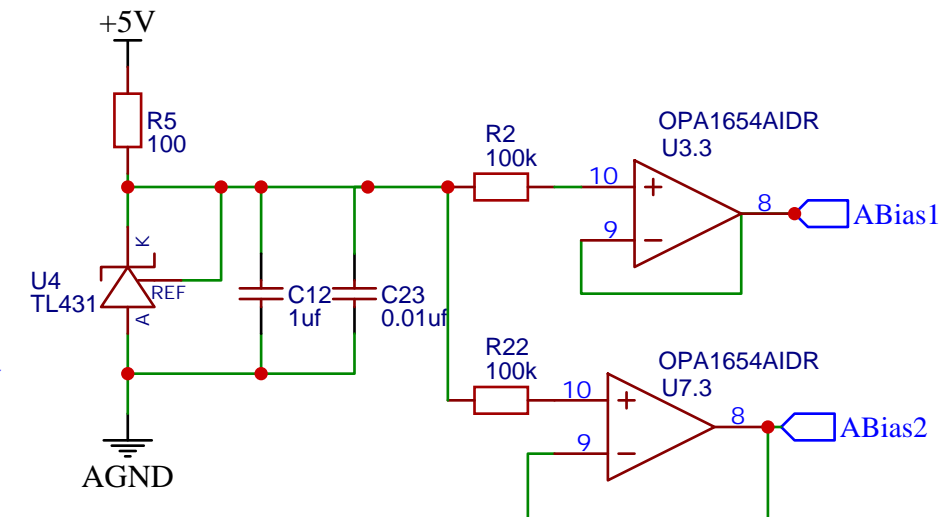 +5V
R5
100
R2
100k
OPA1654AIDR
U3.3
10
+
9
−
8
ABias1
K
U4
TL431
REF
A
C12
1uf
C23
0.01uf
R22
100k
OPA1654AIDR
U7.3
10
+
9
−
8
ABias2
AGND